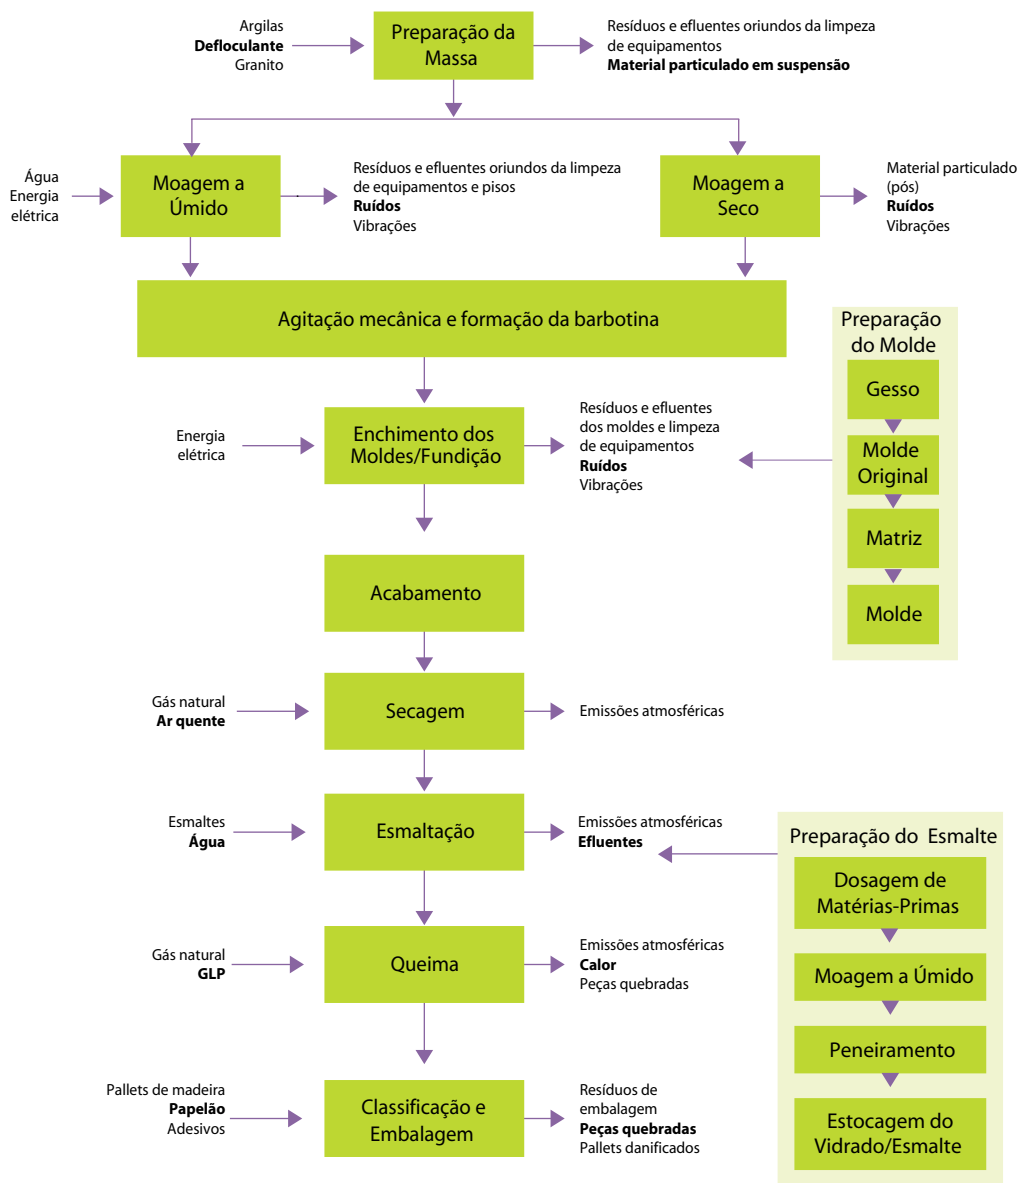 Argilas
Defloculante
Granito
Preparação da
Massa
Resíduos e efluentes oriundos da limpeza
de equipamentos
Material particulado em suspensão
Água
Energia
elétrica
Moagem a
Úmido
Resíduos e efluentes oriundos da limpeza
de equipamentos e pisos
Ruídos
Vibrações
Moagem a
Seco
Material particulado
(pós)
Ruídos
Vibrações
Agitação mecânica e formação da barbotina
Energia
elétrica
Enchimento dos
Moldes/Fundição
Resíduos e efluentes
dos moldes e limpeza
de equipamentos
Ruídos
Vibrações
Preparação
do Molde
Gesso
Molde
Original
Matriz
Molde
Acabamento
Gás natural
Ar quente
Secagem
Emissões atmosféricas
Esmaltes
Água
Esmaltação
Emissões atmosféricas
Efluentes
Gás natural
GLP
Queima
Emissões atmosféricas
Calor
Peças quebradas
Pallets de madeira
Papelão
Adesivos
Classificação e
Embalagem
Resíduos de
embalagem
Peças quebradas
Pallets danificados
Preparação do Esmalte
Dosagem de
Matérias-Primas
Moagem a Úmido
Peneiramento
Estocagem do
Vidrado/Esmalte